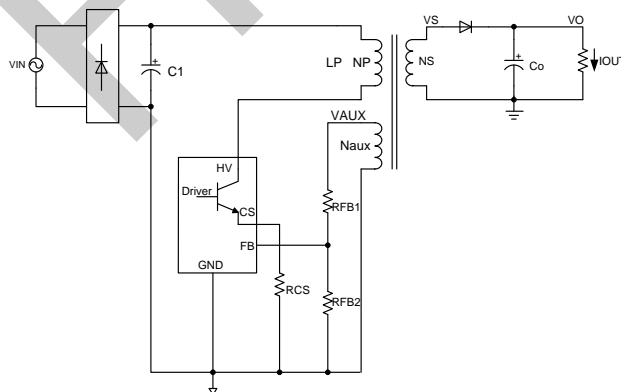 VIN
C1
LP
NP
NS
VS
VO
Co
IOUT
VAUX
Naux
HV
Driver
CS
FB
GND
RFB1
RCS
RFB2